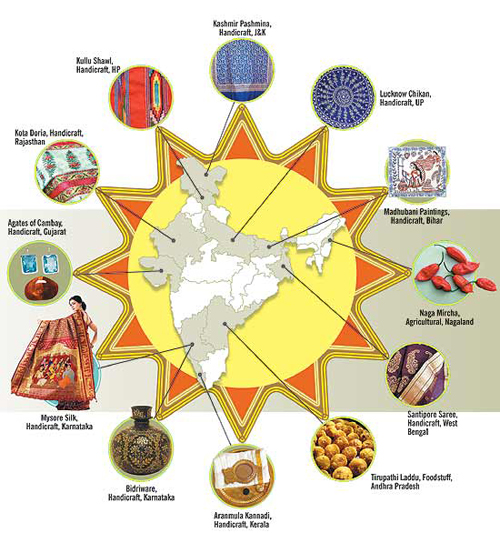 Kashmir Pashmina,
Handicraft, J&K
Kullu Shawl,
Handicraft, HP
Lucknow Chikan,
Handicraft, UP
Kota Doria, Handicraft,
Rajasthan
Madhubani Paintings,
Handicraft, Bihar
Agates of Cambay,
Handicraft, Gujarat
Naga Mircha,
Agricultural, Nagaland
Mysore Silk,
Handicraft, Karnataka
Santipore Saree,
Handicraft, West
Bengal
Bidriware,
Handicraft, Karnataka
Tirupathi Laddu, Foodstuff,
Andhra Pradesh
Aranmula Kannadi,
Handicraft, Kerala